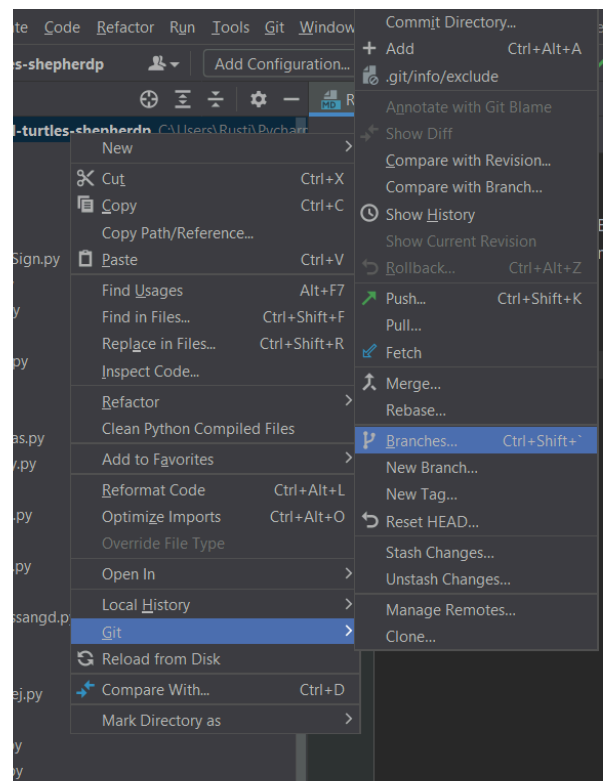 te Code Refactor Run Tools Git Window
s-shepherdp Add Configuration...
MD R
l-turtles-shepherdp C:\Users\Rusti\Pycharm
Sign.py
y
py
as.py
y.py
.py
.py
ssangd.p
ej.py
y
y
New
Cut Ctrl+X
Copy Ctrl+C
Copy Path/Reference...
Paste Ctrl+V
Find Usages Alt+F7
Find in Files... Ctrl+Shift+F
Replace in Files... Ctrl+Shift+R
Inspect Code...
Refactor
Clean Python Compiled Files
Add to Favorites
Reformat Code Ctrl+Alt+L
Optimize Imports Ctrl+Alt+O
Override File Type
Open In
Local History
Git
Reload from Disk
Compare With... Ctrl+D
Mark Directory as
Commit Directory...
Add Ctrl+Alt+A
.git/info/exclude
Annotate with Git Blame
Show Diff
Compare with Revision...
Compare with Branch...
Show History
Show Current Revision
Rollback... Ctrl+Alt+Z
Push... Ctrl+Shift+K
Pull...
Fetch
Merge...
Rebase...
Branches... Ctrl+Shift+`
New Branch...
New Tag...
Reset HEAD...
Stash Changes...
Unstash Changes...
Manage Remotes...
Clone...